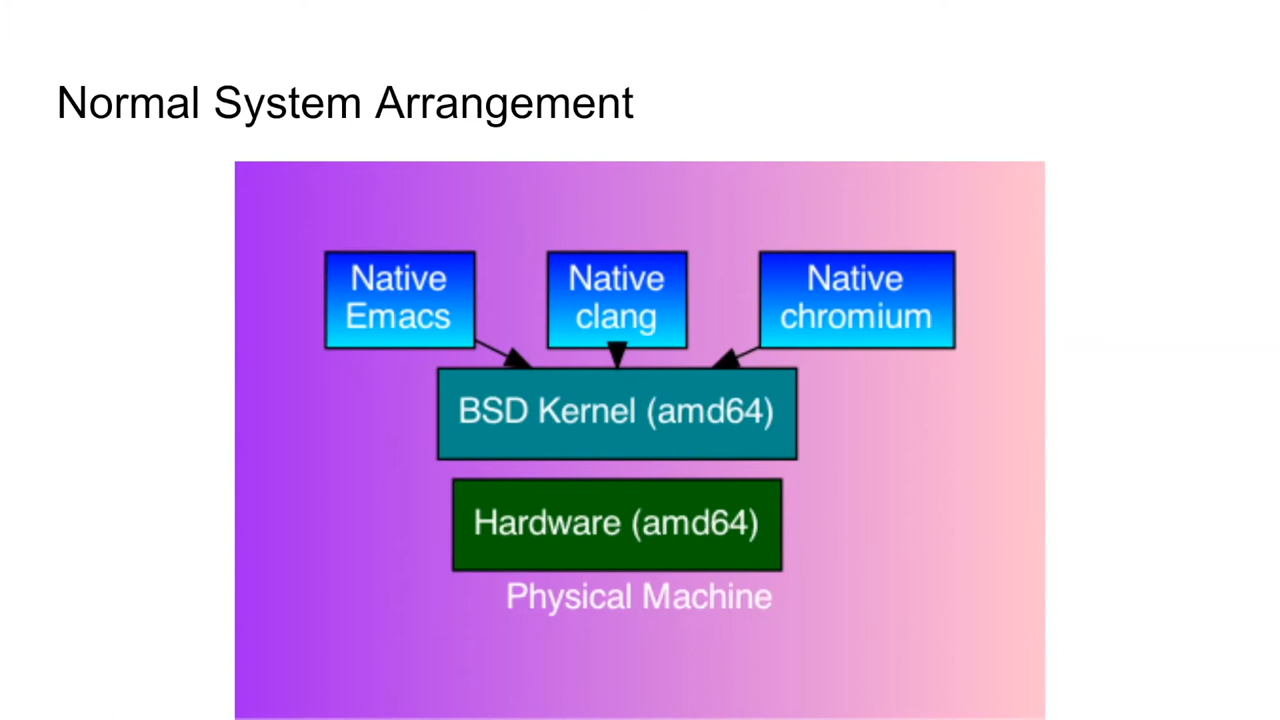 Normal System Arrangement
Native
Emacs
Native
clang
Native
chromium
BSD Kernel (amd64)
Hardware (amd64)
Physical Machine